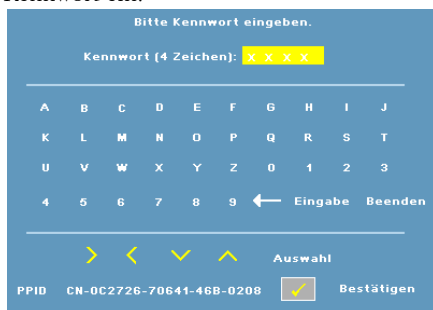 Bitte Kennwort eingeben.
Kennwort (4 Zeichen): X X X X
A B C D E F G H I J
K L M N O P Q R S T
U V W X Y Z 0 1 2 3
4 5 6 7 8 9 ← Eingabe Beenden
Auswahl
PPID CN-0C2726-70641-46B-0208 ✓ Bestätigen